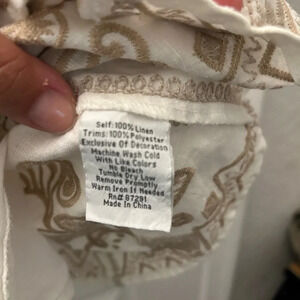 Self: 100% Linen
Trims: 100% Polyester
Exclusive Of Decoration
Machine Wash Cold
With Like Colors
No Bleach
Tumble Dry Low
Remove Promptly
Warm Iron If Needed
Rn# 87291
Made In China